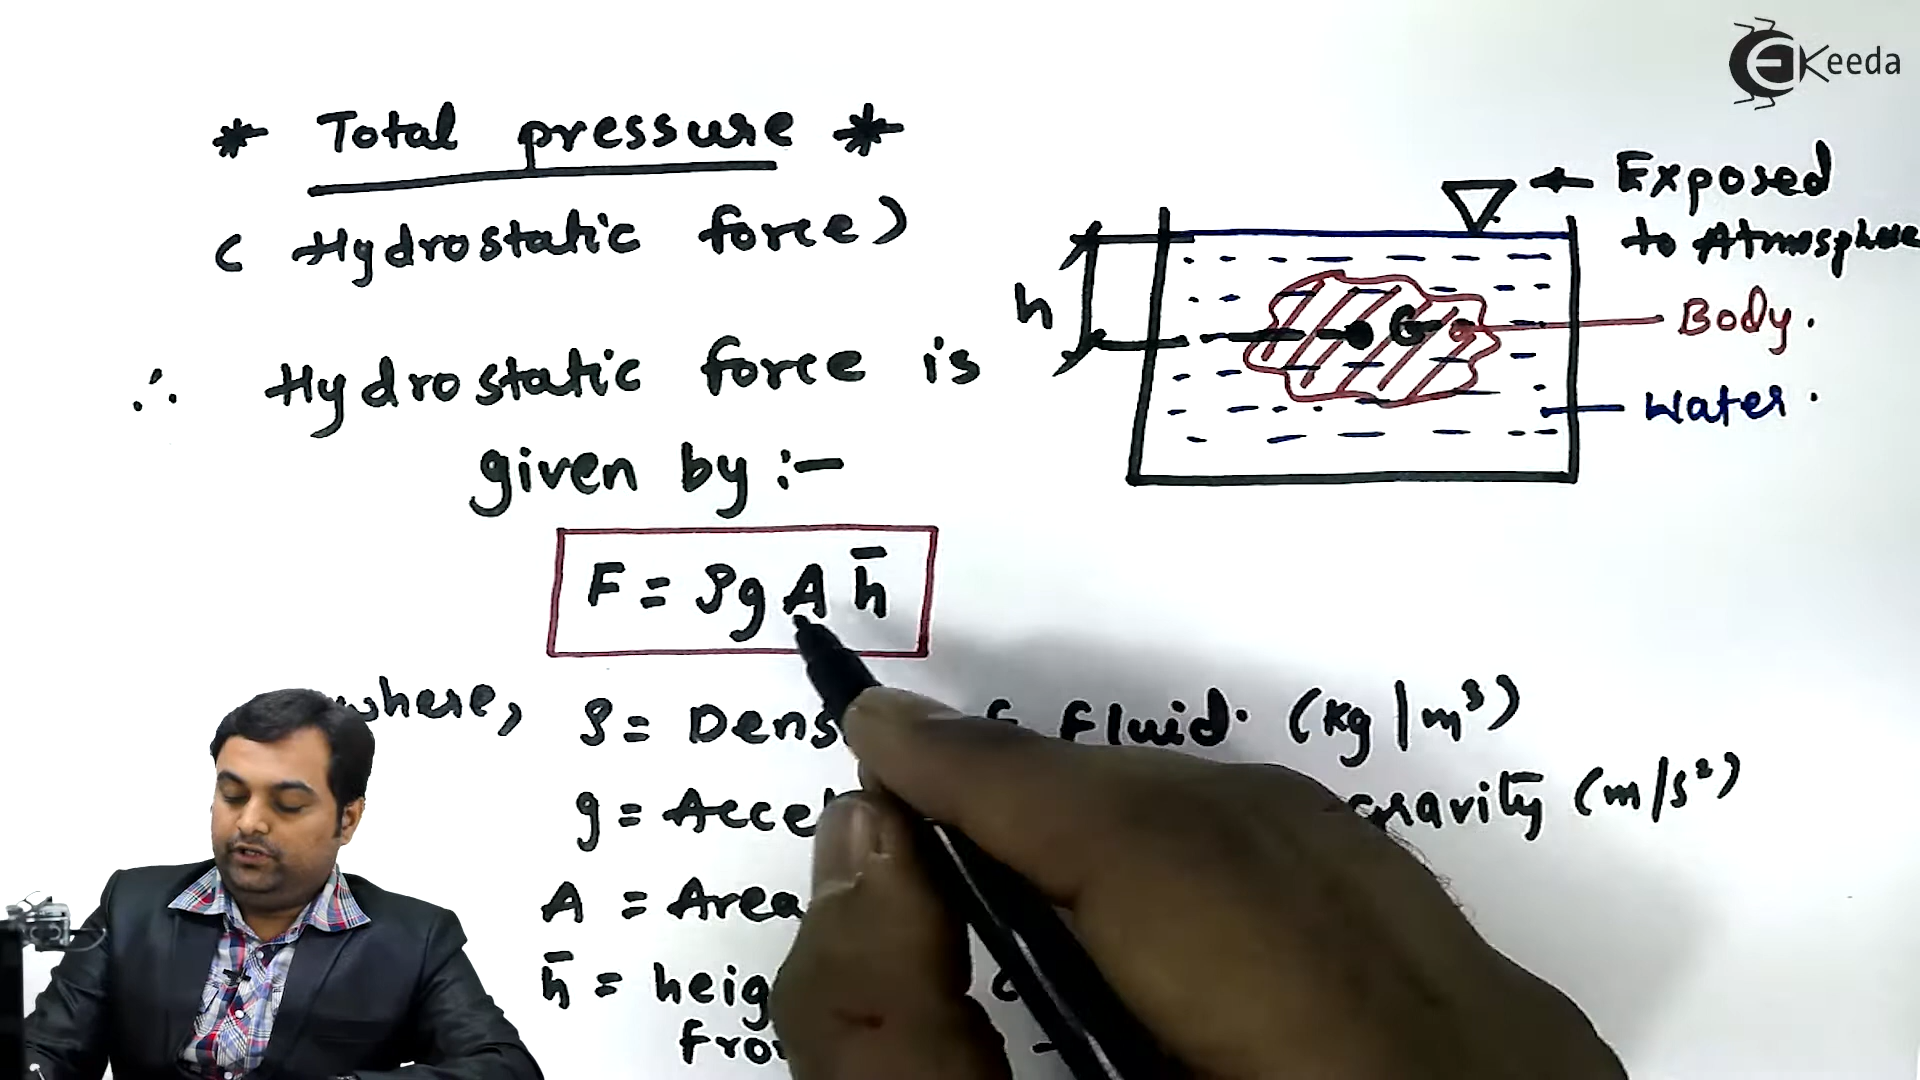 EKeeda
* Total pressure *
( Hydrostatic force)
∴ Hydrostatic force is
given by :-
F = ρg A h̄
where, ρ = Dens f Fluid. (kg/m³)
g = Accel gravity (m/s²)
A = Area
h̄ = heig
fro
Exposed
to Atmosphere
h
G
Body.
Water.